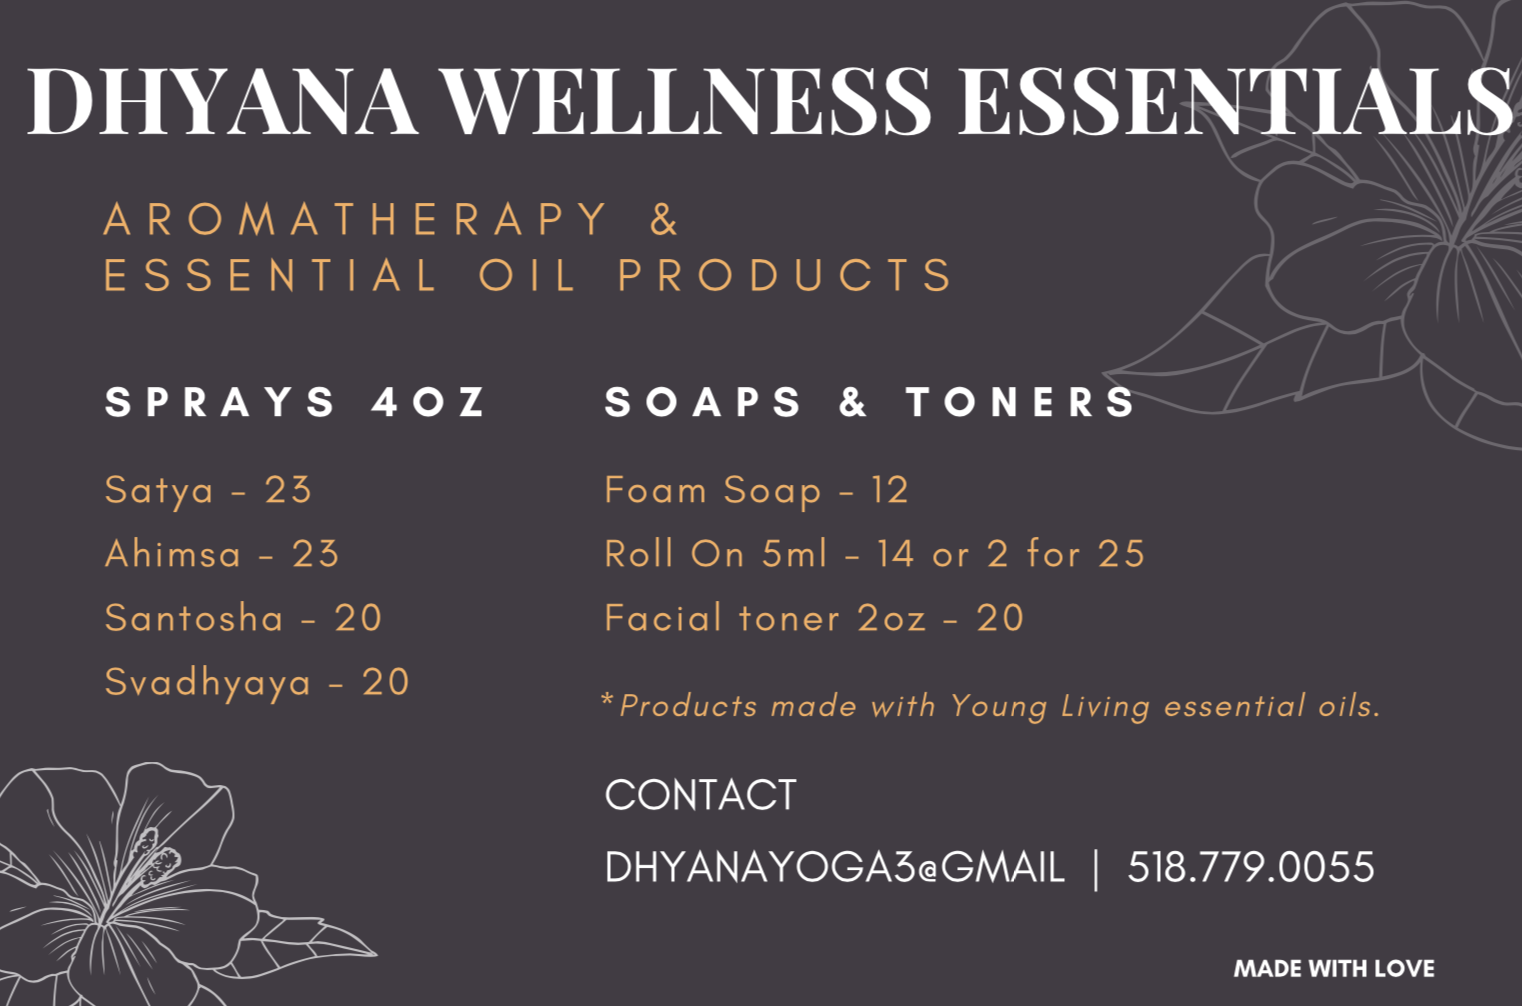 DHYANA WELLNESS ESSENTIALS
AROMATHERAPY &
ESSENTIAL OIL PRODUCTS
SPRAYS 4OZ
Satya - 23
Ahimsa - 23
Santosha - 20
Svadhyaya - 20
SOAPS & TONERS
Foam Soap - 12
Roll On 5ml - 14 or 2 for 25
Facial toner 2oz - 20
*Products made with Young Living essential oils.
CONTACT
DHYANAYOGA3@GMAIL | 518.779.0055
MADE WITH LOVE